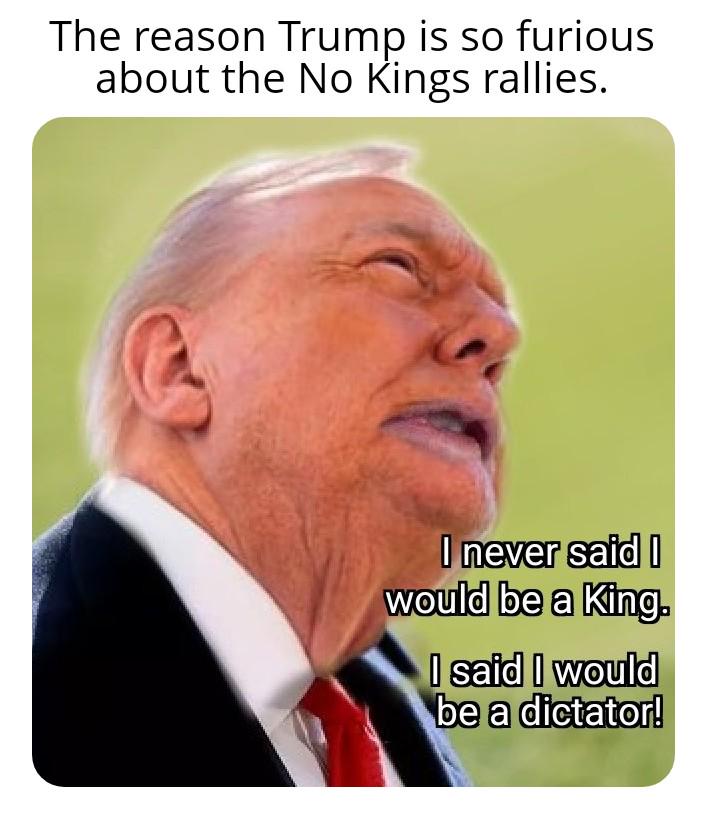 The reason Trump is so furious
about the No Kings rallies.
I never said I
would be a King.
I said I would
be a dictator!